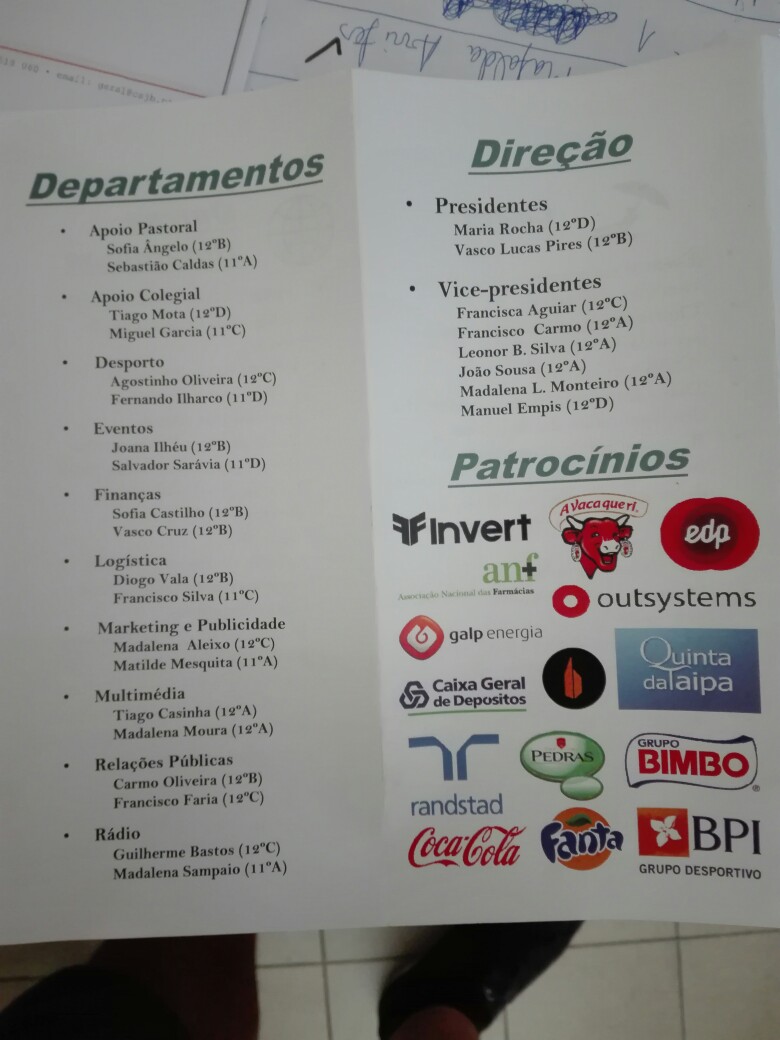 email: geral@
Mafalda
Departamentos
• Apoio Pastoral
Sofia Ângelo (12ºB)
Sebastião Caldas (11ºA)
• Apoio Colegial
Tiago Mota (12ºD)
Miguel Garcia (11ºC)
• Desporto
Agostinho Oliveira (12ºC)
Fernando Ilharco (11ºD)
• Eventos
Joana Ilhéu (12ºB)
Salvador Sarávia (11ºD)
• Finanças
Sofia Castilho (12ºB)
Vasco Cruz (12ºB)
• Logística
Diogo Vala (12ºB)
Francisco Silva (11ºC)
• Marketing e Publicidade
Madalena Aleixo (12ºC)
Matilde Mesquita (11ºA)
• Multimédia
Tiago Casinha (12ºA)
Madalena Moura (12ºA)
• Relações Públicas
Carmo Oliveira (12ºB)
Francisco Faria (12ºC)
• Rádio
Guilherme Bastos (12ºC)
Madalena Sampaio (11ºA)
Direção
• Presidentes
Maria Rocha (12ºD)
Vasco Lucas Pires (12ºB)
• Vice-presidentes
Francisca Aguiar (12ºC)
Francisco Carmo (12ºA)
Leonor B. Silva (12ºA)
João Sousa (12ºA)
Madalena L. Monteiro (12ºA)
Manuel Empis (12ºD)
Patrocínios
Invert
A vaca que ri.
edp
anf
Associação Nacional das Farmácias
outsystems
galp energia
Caixa Geral
de Depositos
Quinta
da Taipa
randstad
PEDRAS
GRUPO
BIMBO
®
Coca-Cola
Fanta
BPI
GRUPO DESPORTIVO